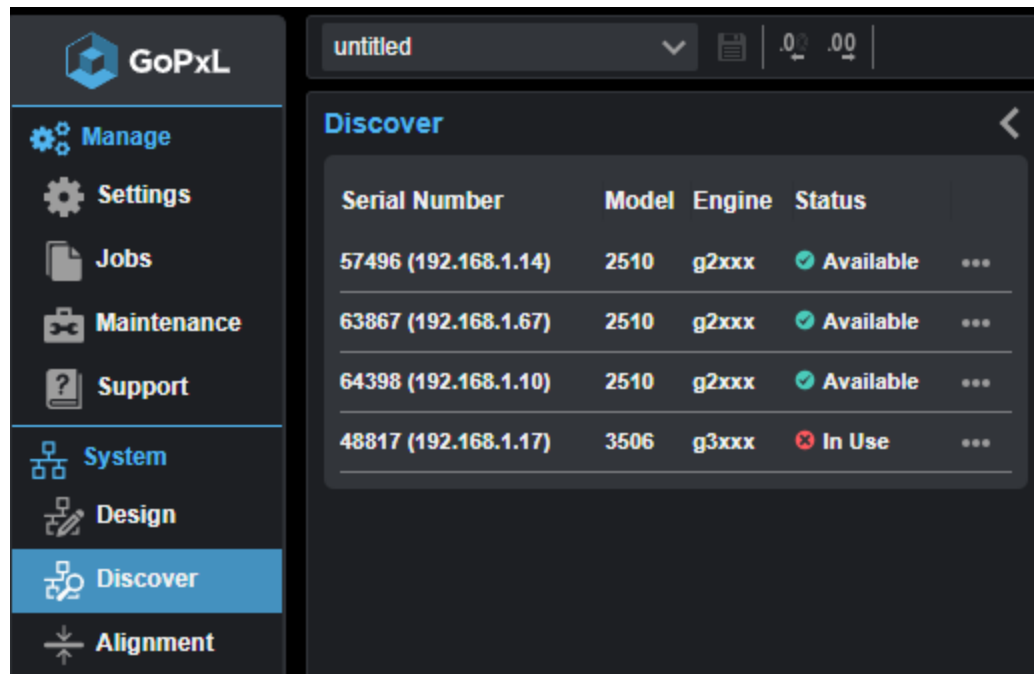 GoPxL
Manage
Settings
Jobs
Maintenance
Support
System
Design
Discover
Alignment
untitled
.00 .00
Discover
Serial Number Model Engine Status
57496 (192.168.1.14) 2510 g2xxx Available
63867 (192.168.1.67) 2510 g2xxx Available
64398 (192.168.1.10) 2510 g2xxx Available
48817 (192.168.1.17) 3506 g3xxx In Use